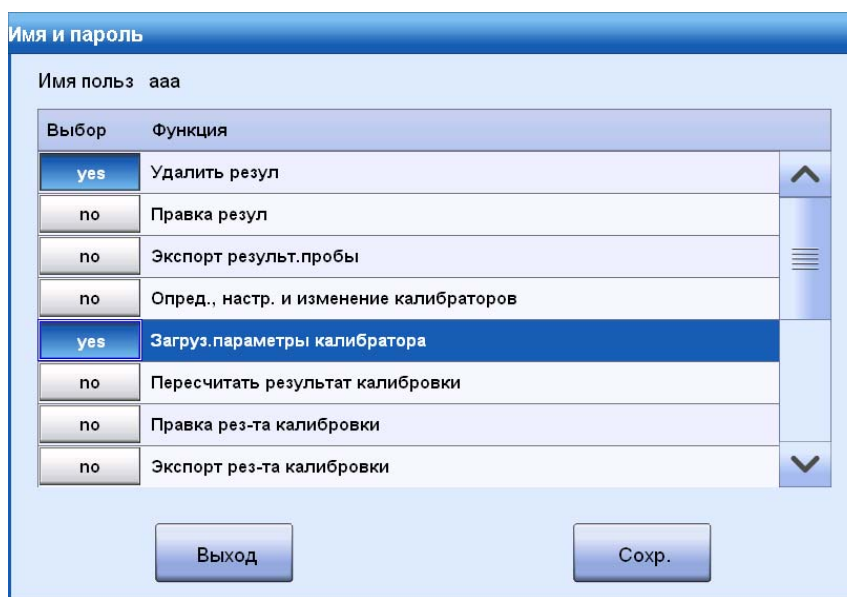 Имя и пароль
Имя польз aaa
Выбор Функция
yes Удалить резул
no Правка резул
no Экспорт результ.пробы
no Опред., настр. и изменение калибраторов
yes Загруз.параметры калибратора
no Пересчитать результат калибровки
no Правка рез-та калибровки
no Экспорт рез-та калибровки
Выход Сохр.